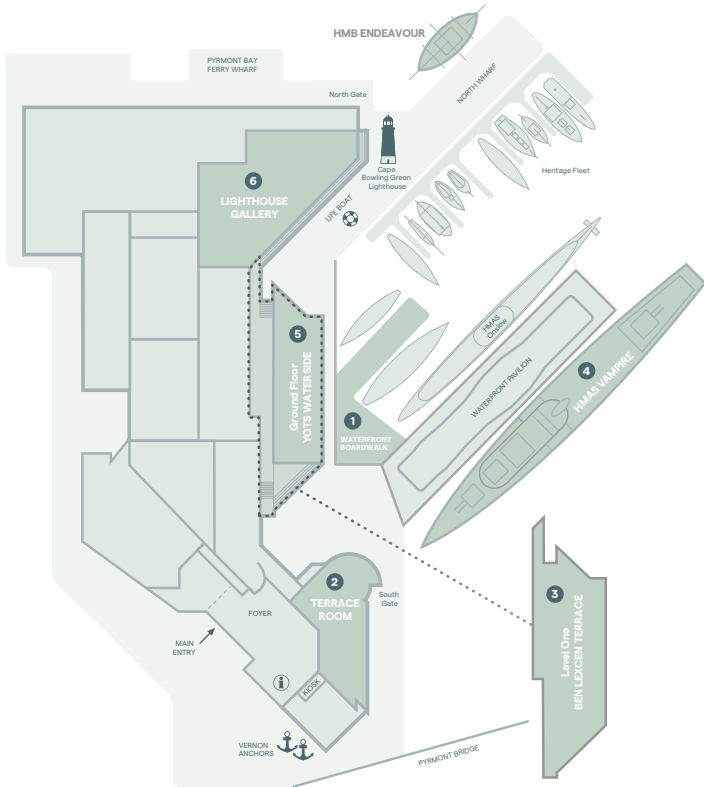 HMB ENDEAVOUR
PYRMONT BAY
FERRY WHARF
NORTH WHARF
North Gate
Cape
Bowling Green
Lighthouse
Heritage Fleet
6
LIGHTHOUSE
GALLERY
LIFE BOAT
HMAS
Onslow
5
Ground Floor
YOTS WATERSIDE
WATERFRONT PAVILION
4
HMAS VAMPIRE
1
WATERFRONT
BOARDWALK
2
TERRACE
ROOM
South
Gate
3
Level One
BEN LEXCEN TERRACE
FOYER
MAIN
ENTRY
i
KIOSK
VERNON
ANCHORS
PYRMONT BRIDGE